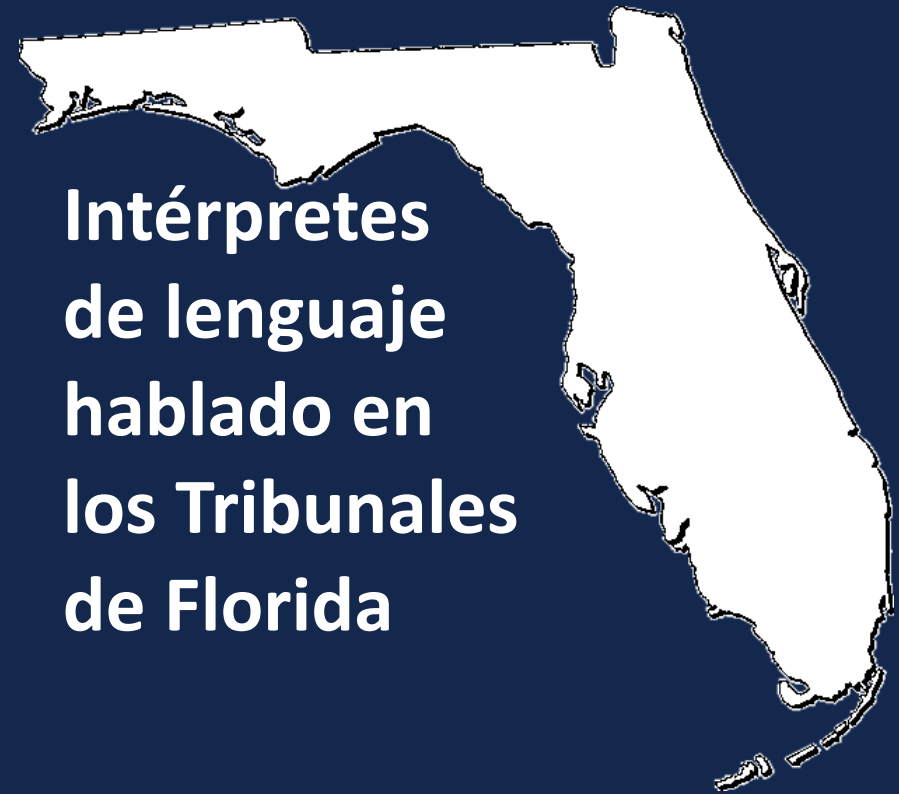 Intérpretes
de lenguaje
hablado en
los Tribunales
de Florida